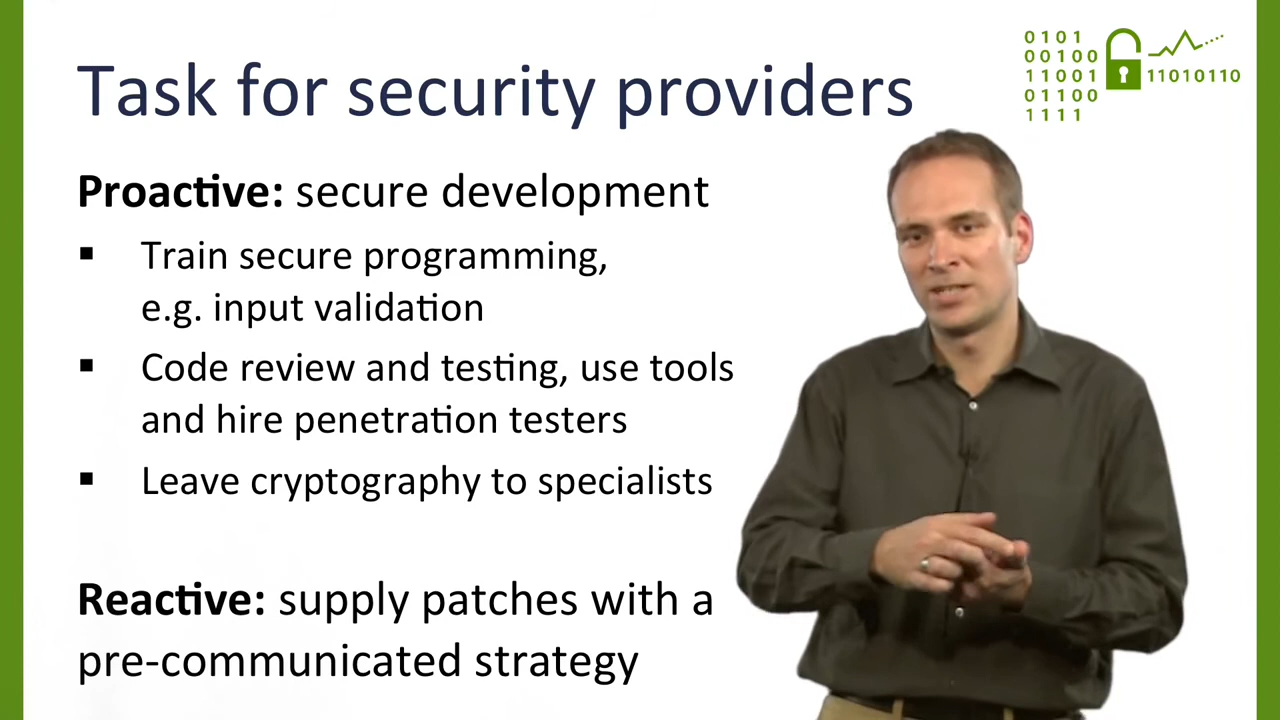 Task for security providers
0101
00100
11001
01100
1111
11010110
Proactive: secure development
▪ Train secure programming,
e.g. input validation
▪ Code review and testing, use tools
and hire penetration testers
▪ Leave cryptography to specialists
Reactive: supply patches with a
pre-communicated strategy